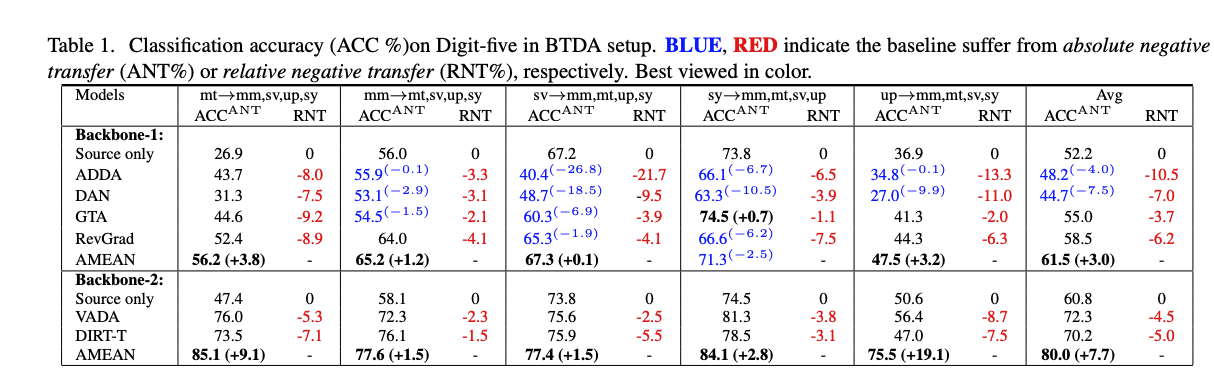 Table 1. Classification accuracy (ACC %)on Digit-five in BTDA setup. BLUE, RED indicate the baseline suffer from absolute negative
transfer (ANT%) or relative negative transfer (RNT%), respectively. Best viewed in color.
Models mt→mm,sv,up,sy mm→mt,sv,up,sy sv→mm,mt,up,sy sy→mm,mt,sv,up up→mm,mt,sv,sy Avg
ACC^ANT RNT ACC^ANT RNT ACC^ANT RNT ACC^ANT RNT ACC^ANT RNT ACC^ANT RNT
Backbone-1:
Source only 26.9 0 56.0 0 67.2 0 73.8 0 36.9 0 52.2 0
ADDA 43.7 -8.0 55.9(−0.1) -3.3 40.4(−26.8) -21.7 66.1(−6.7) -6.5 34.8(−0.1) -13.3 48.2(−4.0) -10.5
DAN 31.3 -7.5 53.1(−2.9) -3.1 48.7(−18.5) -9.5 63.3(−10.5) -3.9 27.0(−9.9) -11.0 44.7(−7.5) -7.0
GTA 44.6 -9.2 54.5(−1.5) -2.1 60.3(−6.9) -3.9 74.5 (+0.7) -1.1 41.3 -2.0 55.0 -3.7
RevGrad 52.4 -8.9 64.0 -4.1 65.3(−1.9) -4.1 66.6(−6.2) -7.5 44.3 -6.3 58.5 -6.2
AMEAN 56.2 (+3.8) - 65.2 (+1.2) - 67.3 (+0.1) - 71.3(−2.5) - 47.5 (+3.2) - 61.5 (+3.0) -
Backbone-2:
Source only 47.4 0 58.1 0 73.8 0 74.5 0 50.6 0 60.8 0
VADA 76.0 -5.3 72.3 -2.3 75.6 -2.5 81.3 -3.8 56.4 -8.7 72.3 -4.5
DIRT-T 73.5 -7.1 76.1 -1.5 75.9 -5.5 78.5 -3.1 47.0 -7.5 70.2 -5.0
AMEAN 85.1 (+9.1) - 77.6 (+1.5) - 77.4 (+1.5) - 84.1 (+2.8) - 75.5 (+19.1) - 80.0 (+7.7) -